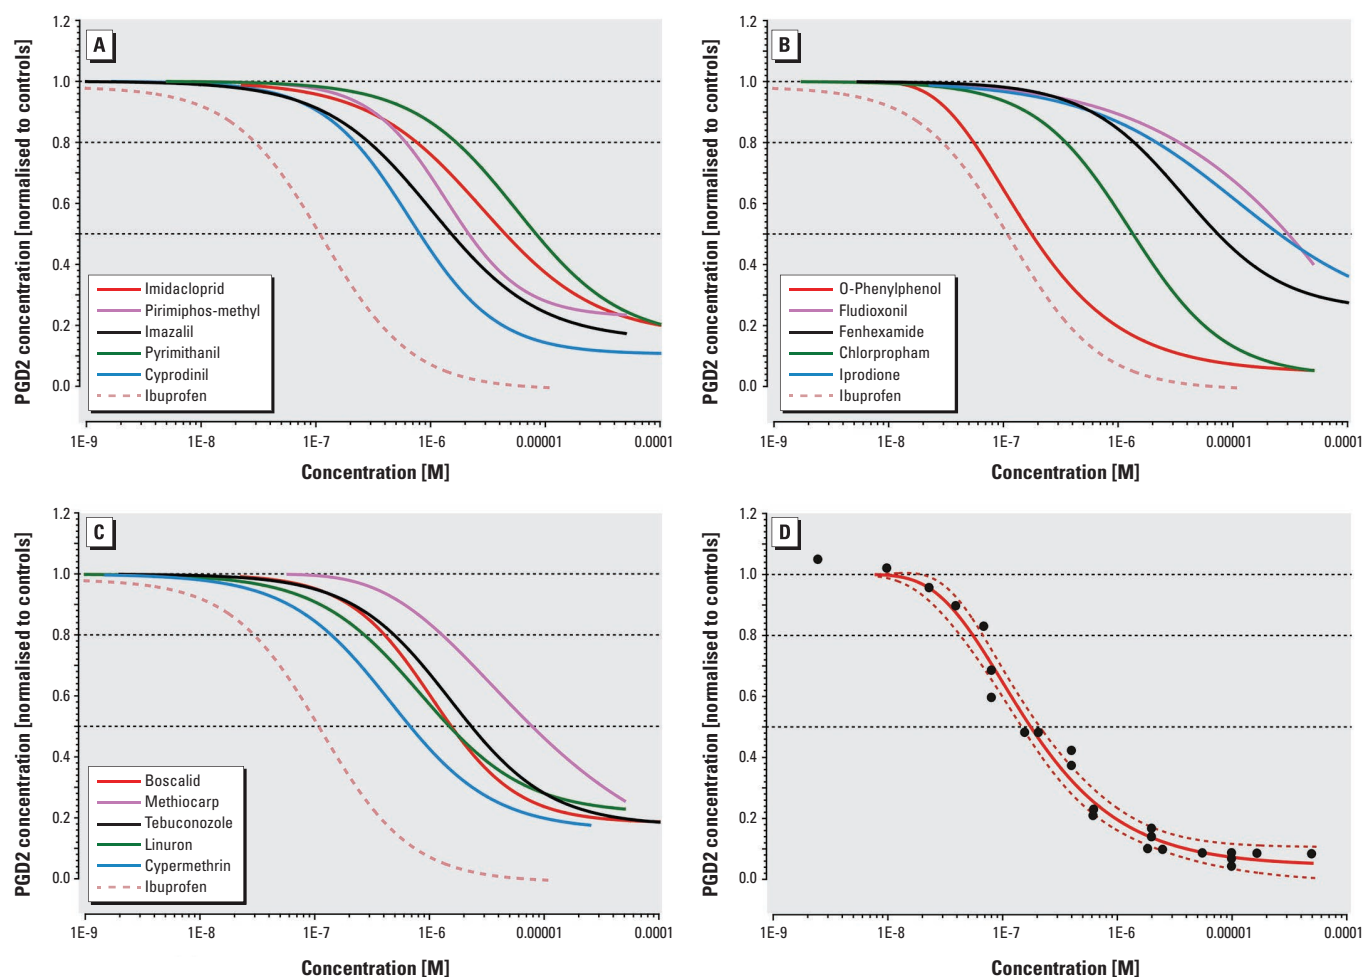 A
PGD2 concentration [normalised to controls]
1.2
1.0
0.8
0.6
0.4
0.2
0.0
Imidacloprid
Pirimiphos-methyl
Imazalil
Pyrimithanil
Cyprodinil
Ibuprofen
1E-9 1E-8 1E-7 1E-6 0.00001 0.0001
Concentration [M]
B
PGD2 concentration [normalised to controls]
1.2
1.0
0.8
0.6
0.4
0.2
0.0
O-Phenylphenol
Fludioxonil
Fenhexamide
Chlorpropham
Iprodione
Ibuprofen
1E-9 1E-8 1E-7 1E-6 0.00001 0.0001
Concentration [M]
C
PGD2 concentration [normalised to controls]
1.2
1.0
0.8
0.6
0.4
0.2
0.0
Boscalid
Methiocarp
Tebuconozole
Linuron
Cypermethrin
Ibuprofen
1E-9 1E-8 1E-7 1E-6 0.00001 0.0001
Concentration [M]
D
PGD2 concentration [normalised to controls]
1.2
1.0
0.8
0.6
0.4
0.2
0.0
1E-9 1E-8 1E-7 1E-6 0.00001 0.0001
Concentration [M]